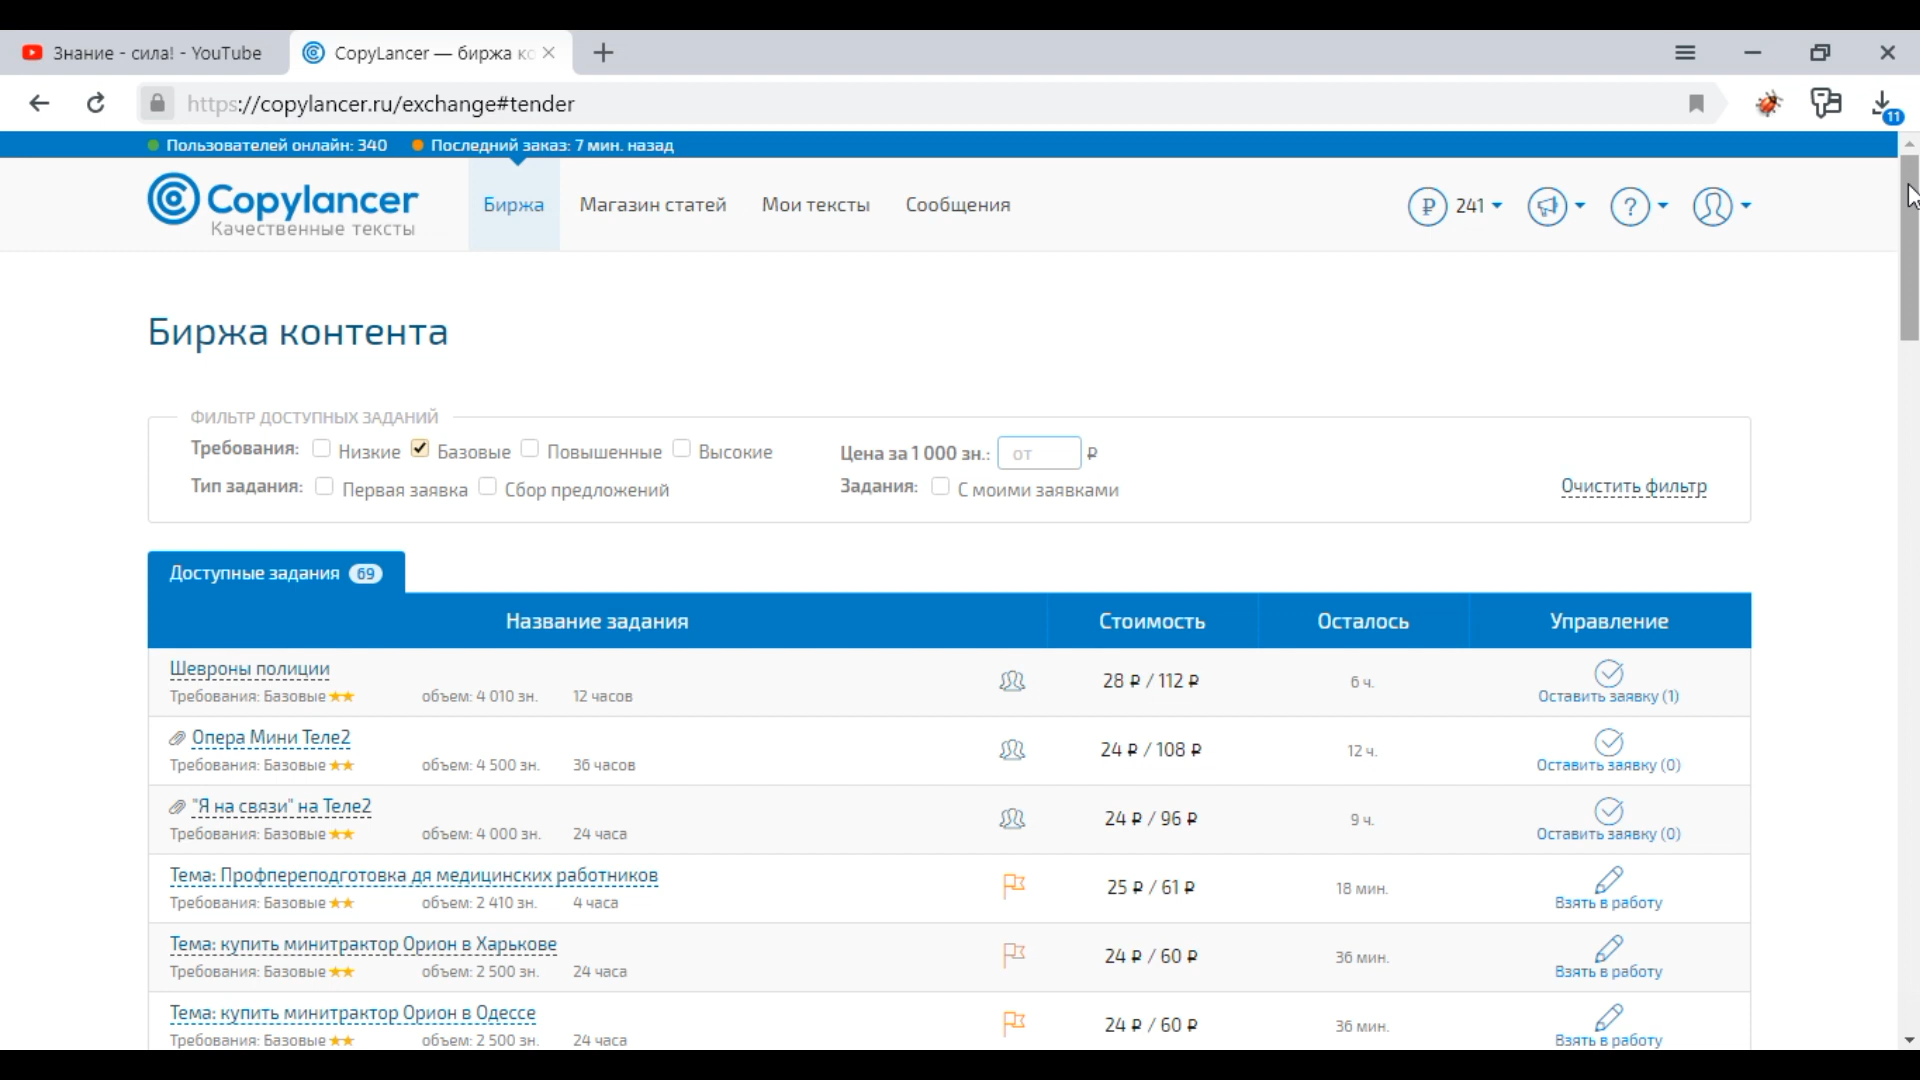 Знание - сила! - YouTube
CopyLancer — биржа ко
https://copylancer.ru/exchange#tender
11
Пользователей онлайн: 340
Последний заказ: 7 мин. назад
Copylancer
Качественные тексты
Биржа
Магазин статей
Мои тексты
Сообщения
₽ 241
?
Биржа контента
ФИЛЬТР ДОСТУПНЫХ ЗАДАНИЙ
Требования: Низкие Базовые Повышенные Высокие
Цена за 1 000 зн.: от ₽
Тип задания: Первая заявка Сбор предложений
Задания: С моими заявками
Очистить фильтр
Доступные задания 69
Название задания Стоимость Осталось Управление
Шевроны полиции
Требования: Базовые объем: 4 010 зн. 12 часов
28 ₽ / 112 ₽
6 ч.
Оставить заявку (1)
Опера Мини Теле2
Требования: Базовые объем: 4 500 зн. 36 часов
24 ₽ / 108 ₽
12 ч.
Оставить заявку (0)
"Я на связи" на Теле2
Требования: Базовые объем: 4 000 зн. 24 часа
24 ₽ / 96 ₽
9 ч.
Оставить заявку (0)
Тема: Профпереподготовка дя медицинских работников
Требования: Базовые объем: 2 410 зн. 4 часа
25 ₽ / 61 ₽
18 мин.
Взять в работу
Тема: купить минитрактор Орион в Харькове
Требования: Базовые объем: 2 500 зн. 24 часа
24 ₽ / 60 ₽
36 мин.
Взять в работу
Тема: купить минитрактор Орион в Одессе
Требования: Базовые объем: 2 500 зн. 24 часа
24 ₽ / 60 ₽
36 мин.
Взять в работу